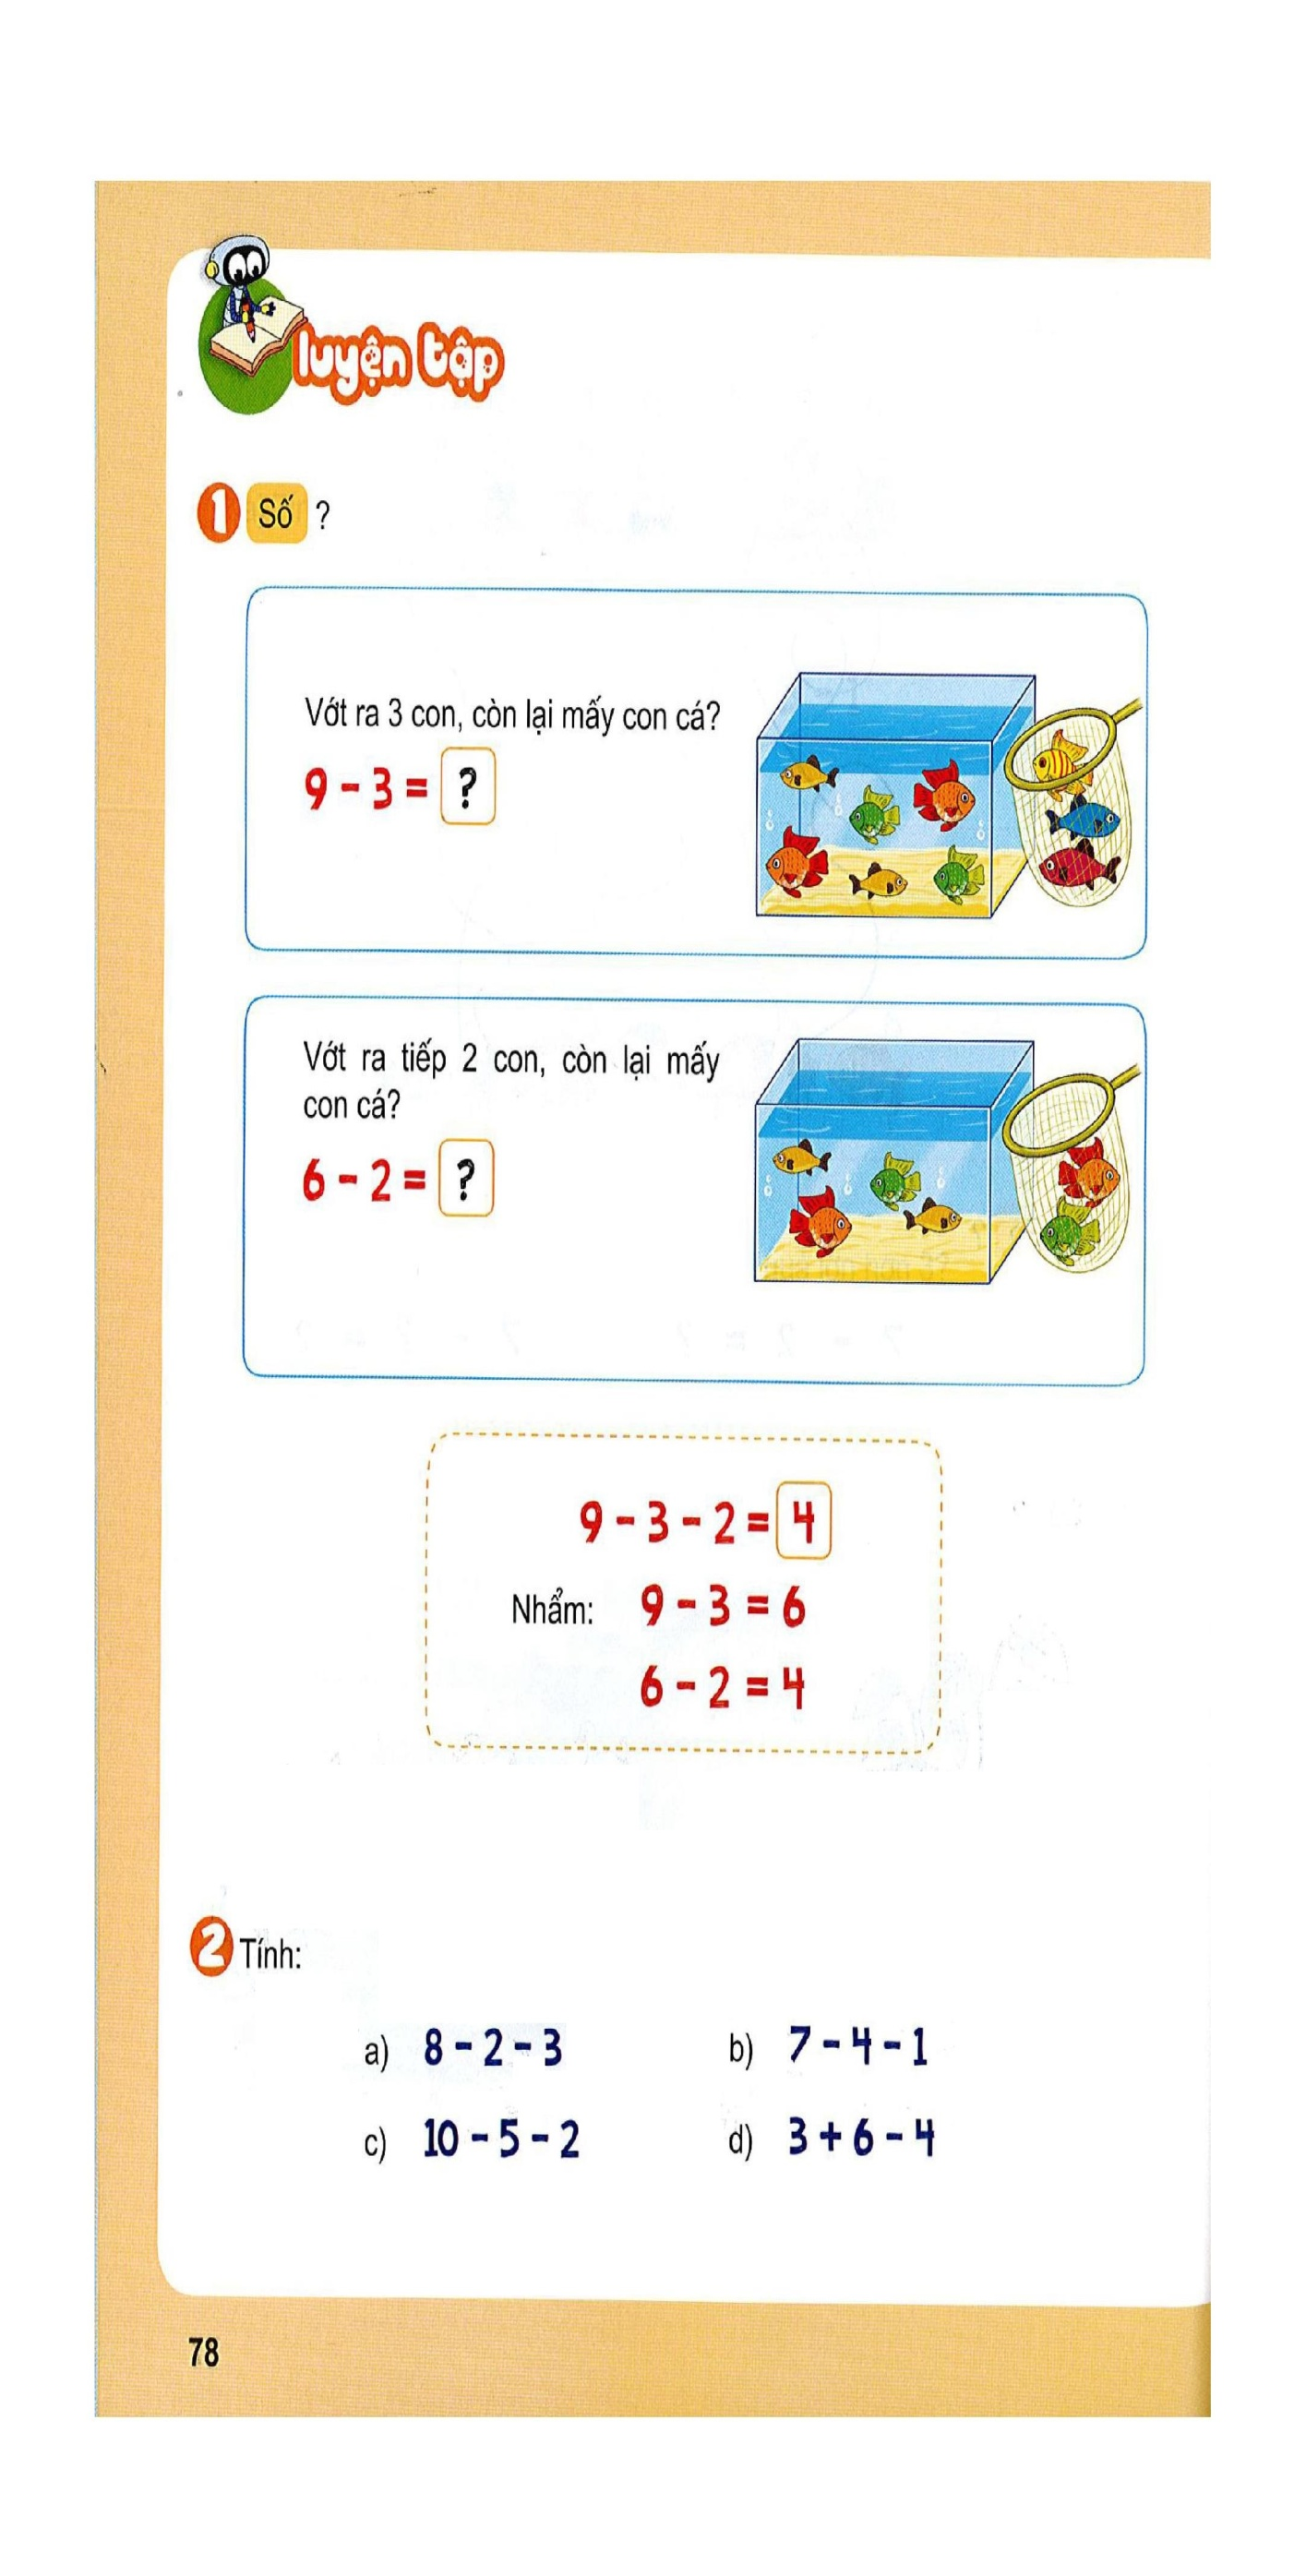 luyện tập
1 Số ?
Vớt ra 3 con, còn lại mấy con cá?
9 - 3 = ?
Vớt ra tiếp 2 con, còn lại mấy
con cá?
6 - 2 = ?
9 - 3 - 2 = 4
Nhẩm: 9 - 3 = 6
6 - 2 = 4
2 Tính:
a) 8 - 2 - 3 b) 7 - 4 - 1
c) 10 - 5 - 2 d) 3 + 6 - 4
78